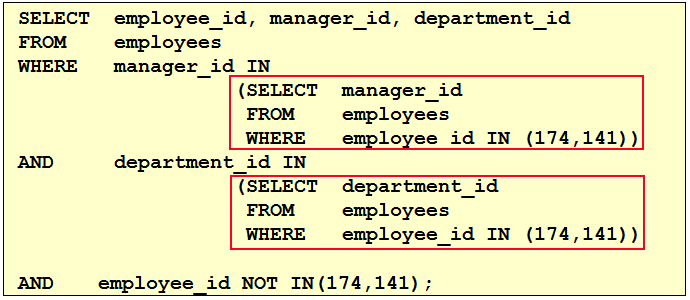 SELECT employee_id, manager_id, department_id
FROM employees
WHERE manager_id IN
(SELECT manager_id
FROM employees
WHERE employee id IN (174,141))
AND department_id IN
(SELECT department_id
FROM employees
WHERE employee_id IN (174,141))
AND employee_id NOT IN(174,141);